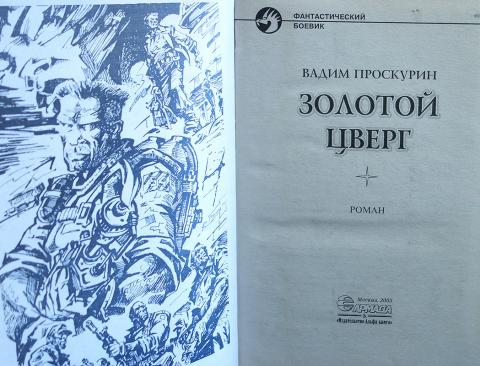 ФАНТАСТИЧЕСКИЙ
БОЕВИК
ВАДИМ ПРОСКУРИН
ЗОЛОТОЙ
ЦВЕРГ
РОМАН
Москва, 2003
АРМАДА
&
«Издательство Альфа-книга»